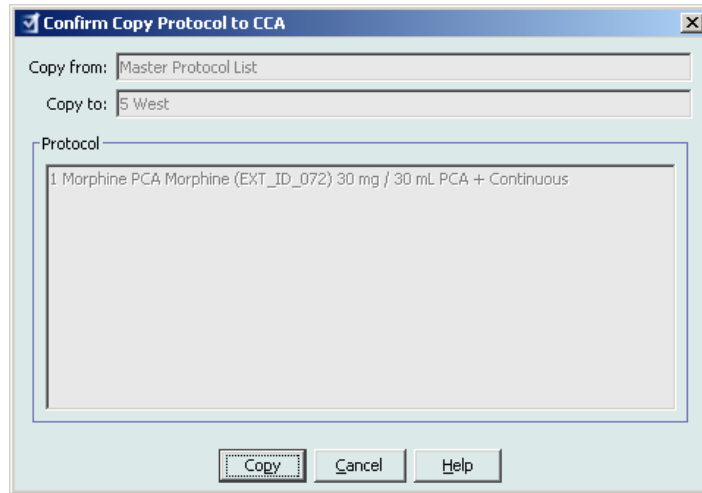 Confirm Copy Protocol to CCA
Copy from: Master Protocol List
Copy to: 5 West
Protocol
1 Morphine PCA Morphine (EXT_ID_072) 30 mg / 30 mL PCA + Continuous
Copy Cancel Help